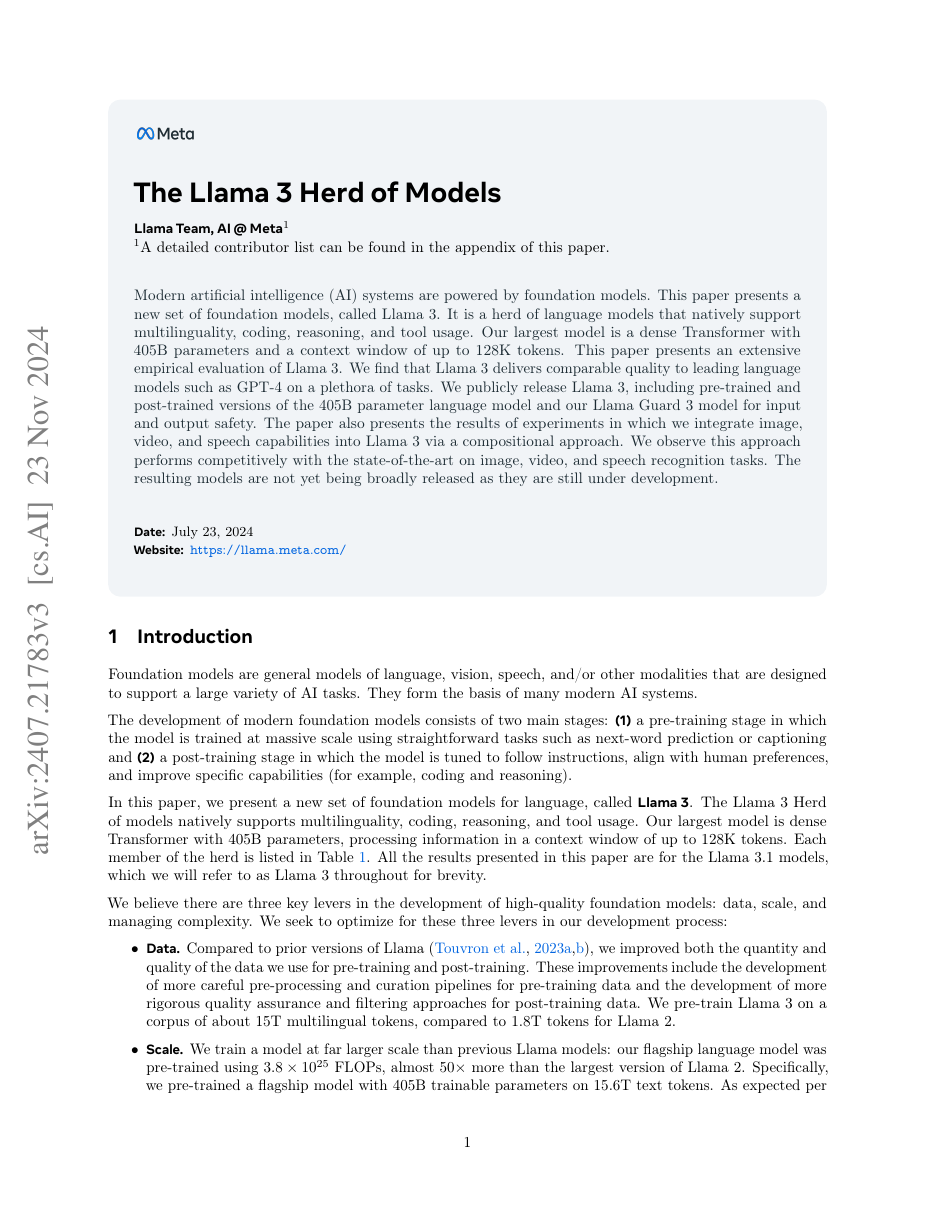 arXiv:2407.21783v3 [cs.AI] 23 Nov 2024
Meta
The Llama 3 Herd of Models
Llama Team, AI @ Meta¹
¹A detailed contributor list can be found in the appendix of this paper.
Modern artificial intelligence (AI) systems are powered by foundation models. This paper presents a
new set of foundation models, called Llama 3. It is a herd of language models that natively support
multilinguality, coding, reasoning, and tool usage. Our largest model is a dense Transformer with
405B parameters and a context window of up to 128K tokens. This paper presents an extensive
empirical evaluation of Llama 3. We find that Llama 3 delivers comparable quality to leading language
models such as GPT-4 on a plethora of tasks. We publicly release Llama 3, including pre-trained and
post-trained versions of the 405B parameter language model and our Llama Guard 3 model for input
and output safety. The paper also presents the results of experiments in which we integrate image,
video, and speech capabilities into Llama 3 via a compositional approach. We observe this approach
performs competitively with the state-of-the-art on image, video, and speech recognition tasks. The
resulting models are not yet being broadly released as they are still under development.
Date: July 23, 2024
Website: https://llama.meta.com/
1 Introduction
Foundation models are general models of language, vision, speech, and/or other modalities that are designed
to support a large variety of AI tasks. They form the basis of many modern AI systems.
The development of modern foundation models consists of two main stages: (1) a pre-training stage in which
the model is trained at massive scale using straightforward tasks such as next-word prediction or captioning
and (2) a post-training stage in which the model is tuned to follow instructions, align with human preferences,
and improve specific capabilities (for example, coding and reasoning).
In this paper, we present a new set of foundation models for language, called Llama 3. The Llama 3 Herd
of models natively supports multilinguality, coding, reasoning, and tool usage. Our largest model is dense
Transformer with 405B parameters, processing information in a context window of up to 128K tokens. Each
member of the herd is listed in Table 1. All the results presented in this paper are for the Llama 3.1 models,
which we will refer to as Llama 3 throughout for brevity.
We believe there are three key levers in the development of high-quality foundation models: data, scale, and
managing complexity. We seek to optimize for these three levers in our development process:
• Data. Compared to prior versions of Llama (Touvron et al., 2023a,b), we improved both the quantity and
quality of the data we use for pre-training and post-training. These improvements include the development
of more careful pre-processing and curation pipelines for pre-training data and the development of more
rigorous quality assurance and filtering approaches for post-training data. We pre-train Llama 3 on a
corpus of about 15T multilingual tokens, compared to 1.8T tokens for Llama 2.
• Scale. We train a model at far larger scale than previous Llama models: our flagship language model was
pre-trained using 3.8 × 10²⁵ FLOPs, almost 50× more than the largest version of Llama 2. Specifically,
we pre-trained a flagship model with 405B trainable parameters on 15.6T text tokens. As expected per
1